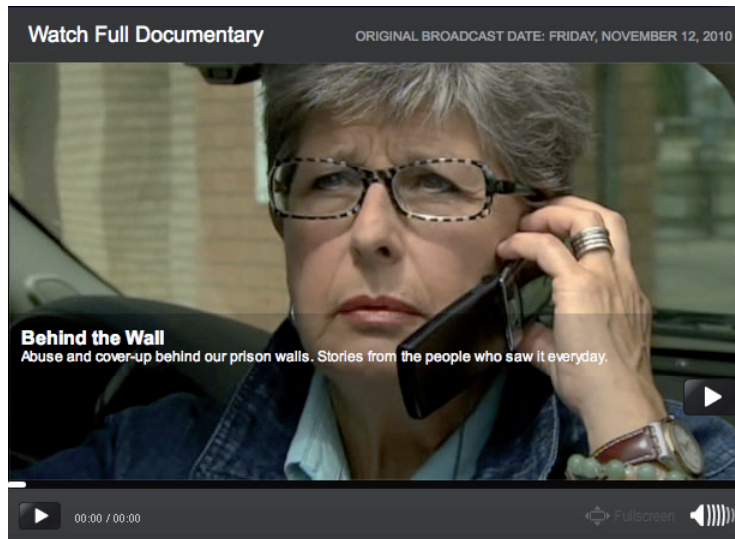 Watch Full Documentary
ORIGINAL BROADCAST DATE: FRIDAY, NOVEMBER 12, 2010
Behind the Wall
Abuse and cover-up behind our prison walls. Stories from the people who saw it everyday.
00:00 / 00:00
Fullscreen